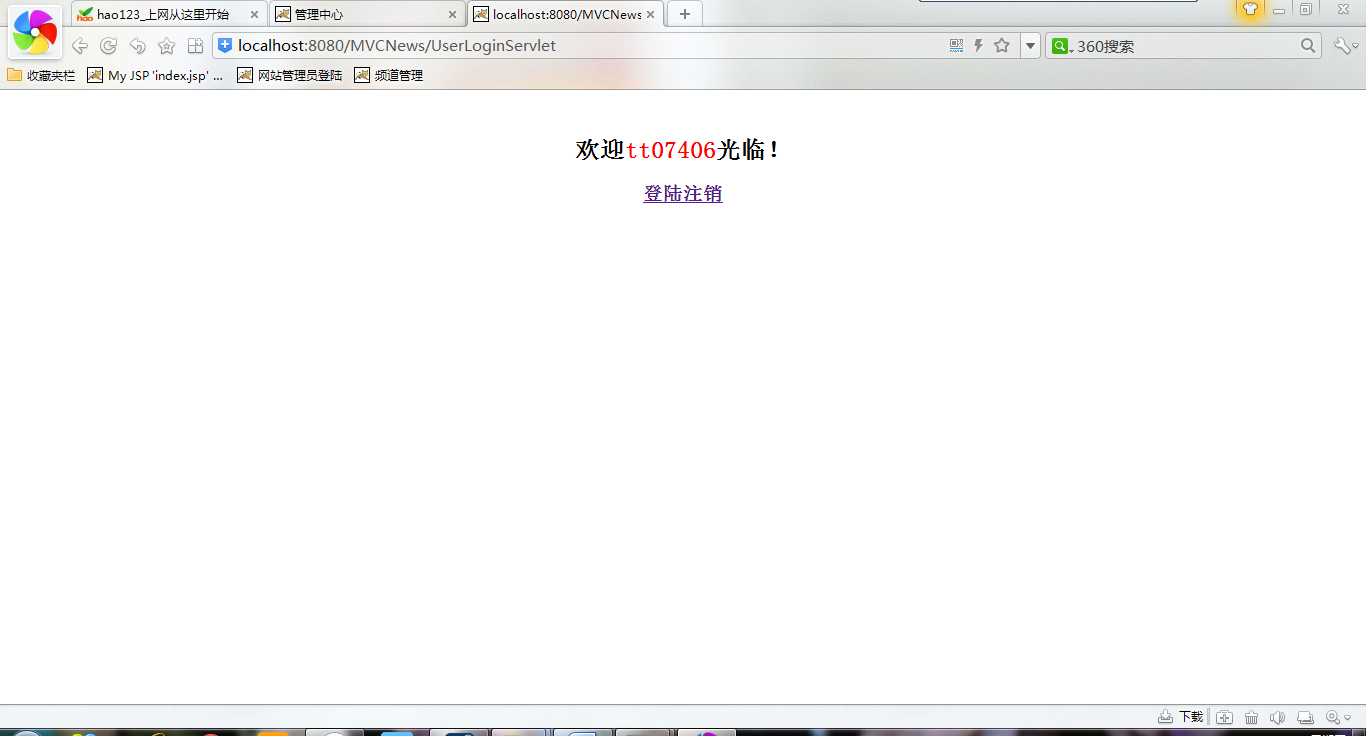 hao123_上网从这里开始
管理中心
localhost:8080/MVCNews
localhost:8080/MVCNews/UserLoginServlet
360搜索
收藏夹栏
My JSP 'index.jsp' ...
网站管理员登陆
频道管理
欢迎tt07406光临！
登陆注销
下载